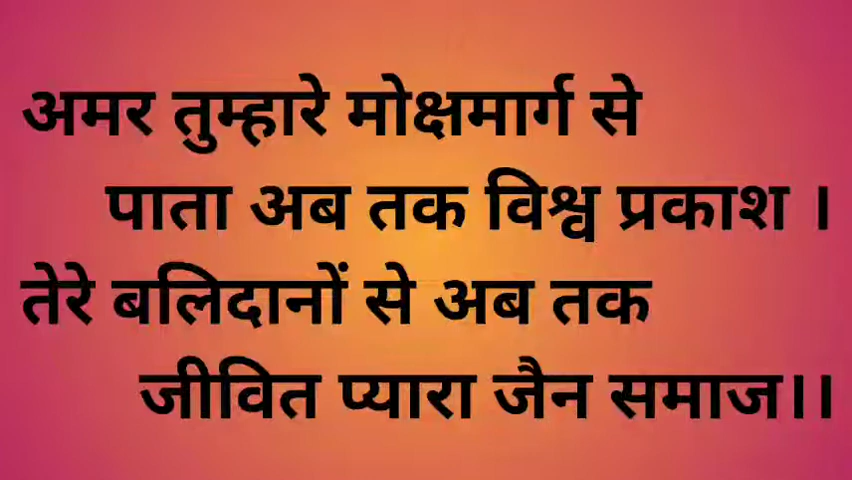 अमर तुम्हारे मोक्षमार्ग से
पाता अब तक विश्व प्रकाश ।
तेरे बलिदानों से अब तक
जीवित प्यारा जैन समाज।।